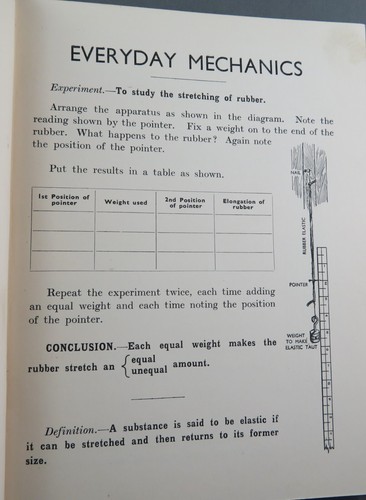 EVERYDAY MECHANICS
Experiment.—To study the stretching of rubber.
Arrange the apparatus as shown in the diagram. Note the
reading shown by the pointer. Fix a weight on to the end of the
rubber. What happens to the rubber? Again note
the position of the pointer.
Put the results in a table as shown.
1st Position of pointer | Weight used | 2nd Position of pointer | Elongation of rubber
NAIL
RUBBER ELASTIC
POINTER
WEIGHT
TO MAKE
ELASTIC TAUT
Repeat the experiment twice, each time adding
an equal weight and each time noting the position
of the pointer.
CONCLUSION.—Each equal weight makes the
rubber stretch an { equal
unequal amount.
Definition.—A substance is said to be elastic if
it can be stretched and then returns to its former
size.